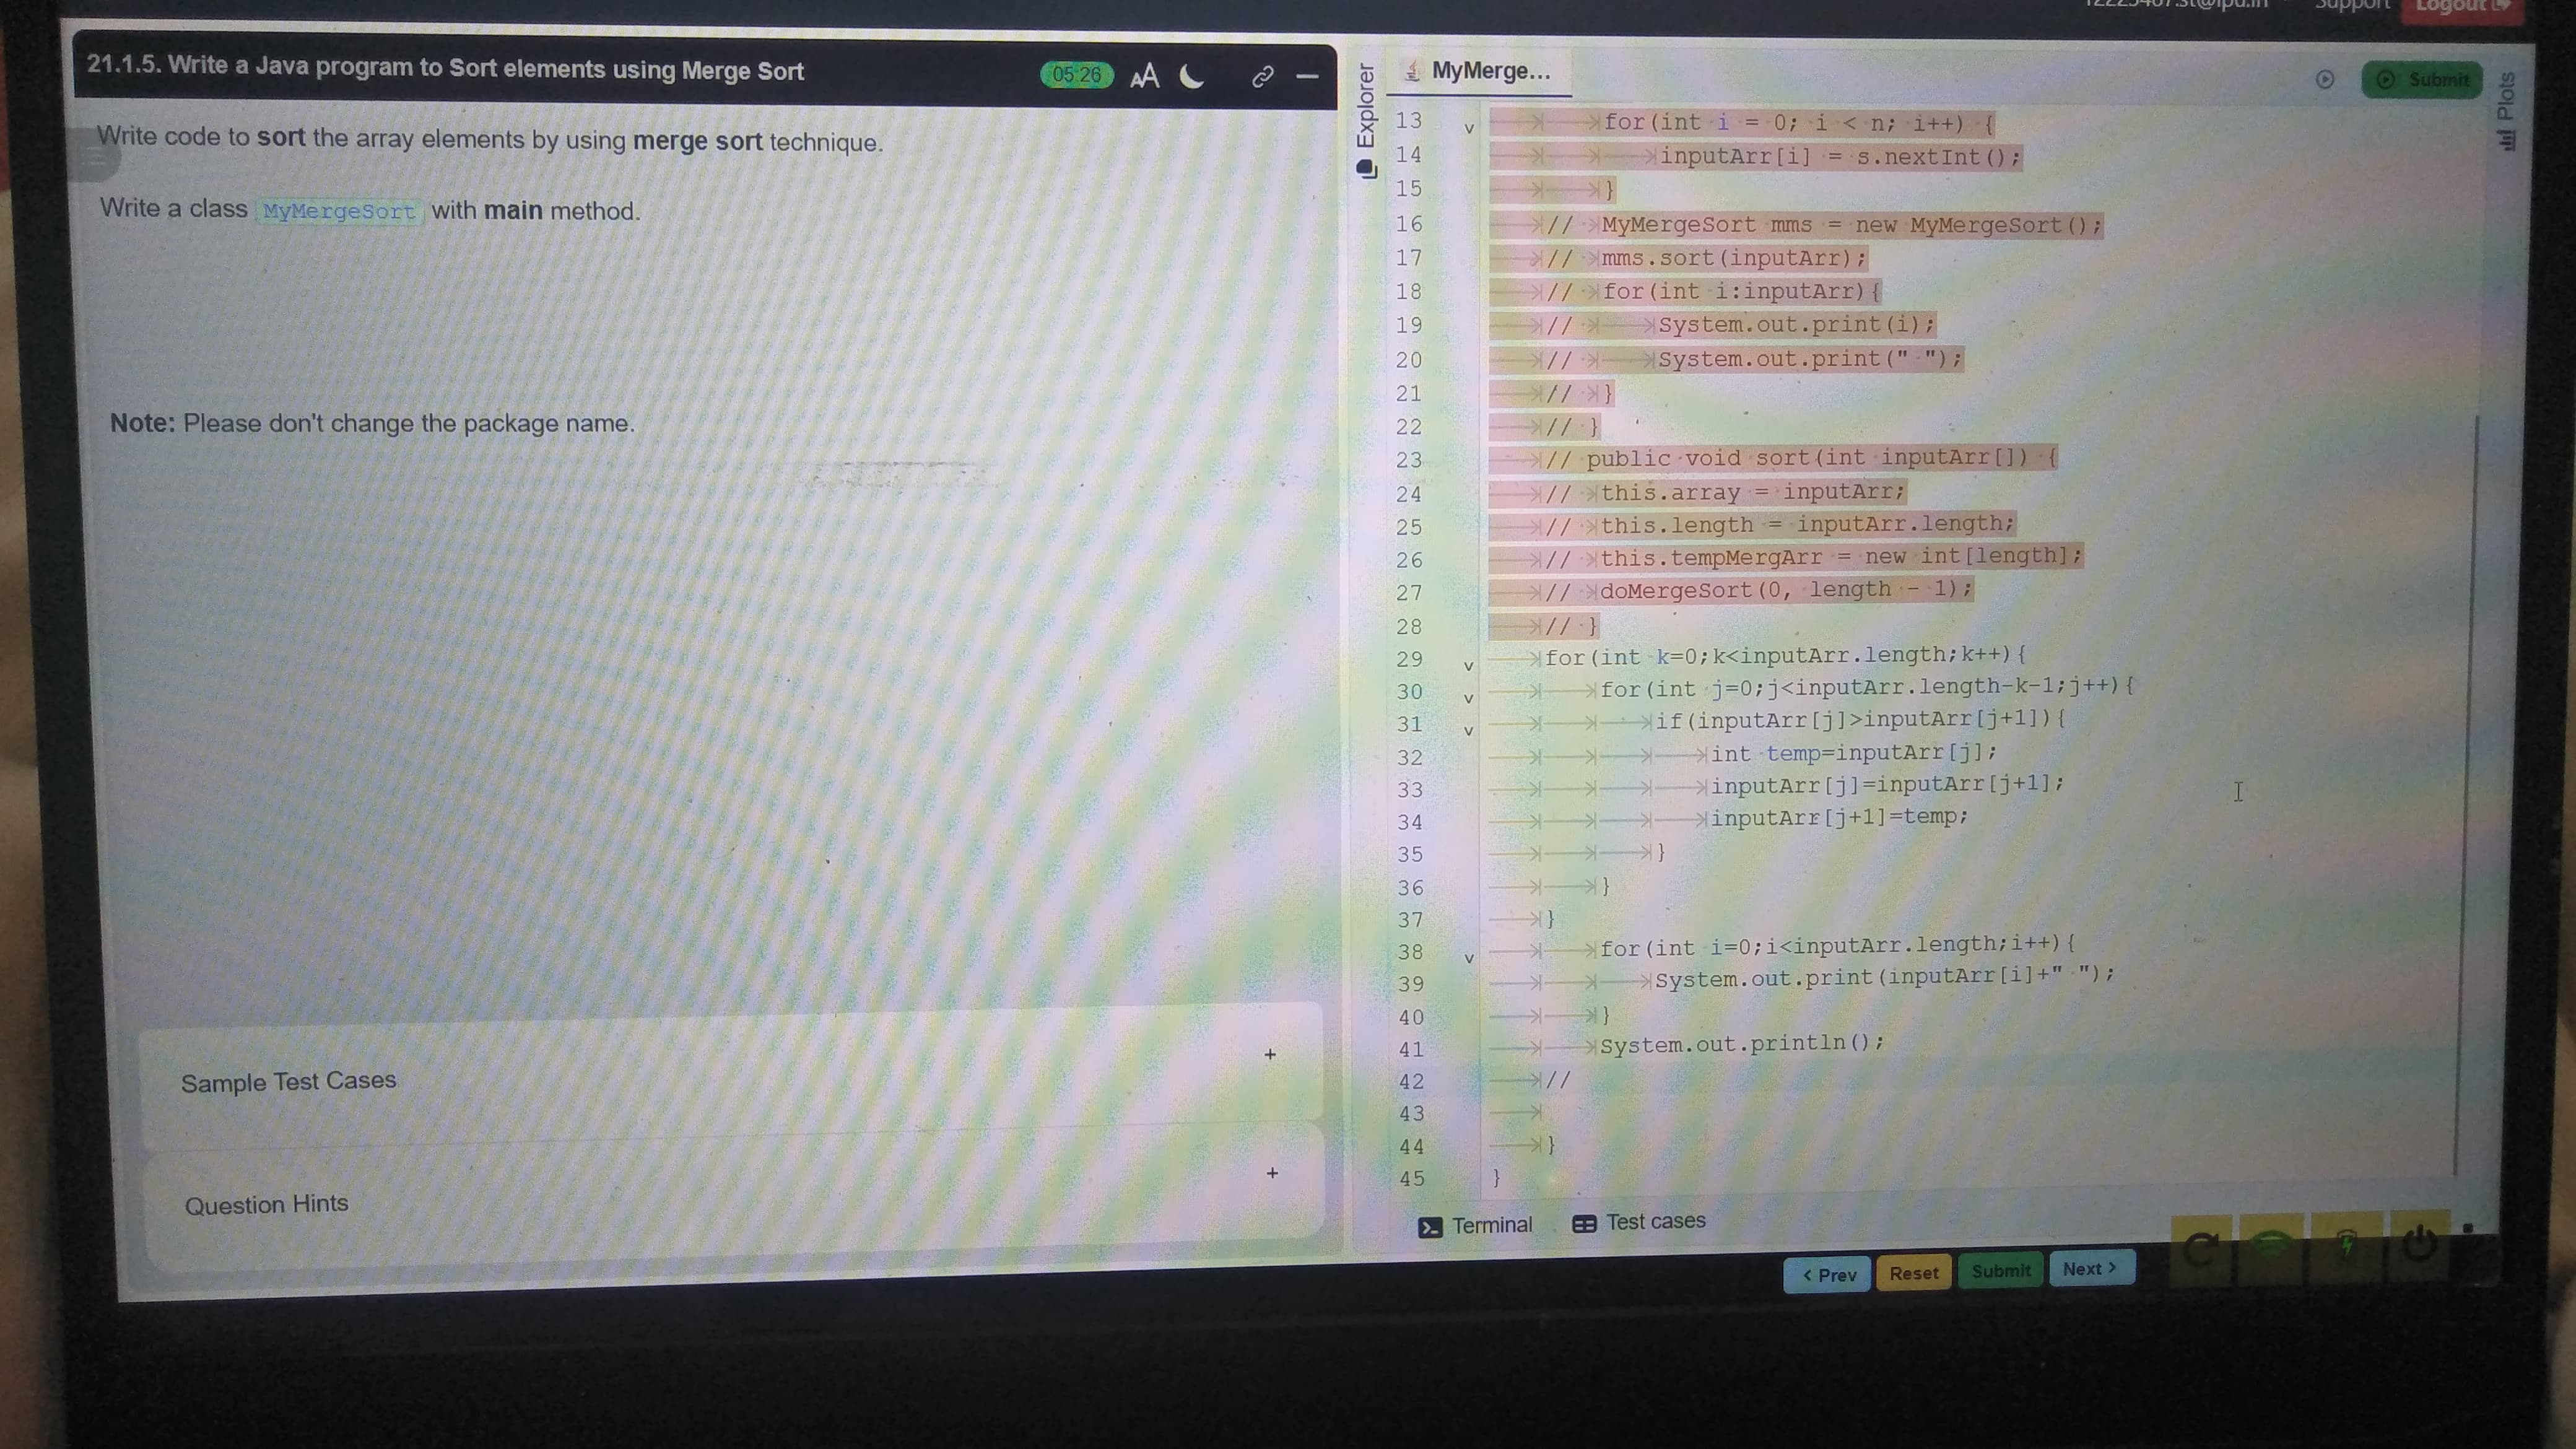 Support
Logout
21.1.5. Write a Java program to Sort elements using Merge Sort
05:26
AA
Write code to sort the array elements by using merge sort technique.
Write a class MyMergeSort with main method.
Note: Please don't change the package name.
Sample Test Cases
+
Question Hints
+
Explorer
MyMerge...
Submit
Plots
13 for(int i = 0; i < n; i++) {
14 inputArr[i] = s.nextInt();
15 }
16 // MyMergeSort mms = new MyMergeSort();
17 // mms.sort(inputArr);
18 // for(int i:inputArr){
19 // System.out.print(i);
20 // System.out.print(" ");
21 // }
22 // }
23 // public void sort(int inputArr[]) {
24 // this.array = inputArr;
25 // this.length = inputArr.length;
26 // this.tempMergArr = new int[length];
27 // doMergeSort(0, length - 1);
28 // }
29 for(int k=0;k<inputArr.length;k++){
30 for(int j=0;j<inputArr.length-k-1;j++){
31 if(inputArr[j]>inputArr[j+1]){
32 int temp=inputArr[j];
33 inputArr[j]=inputArr[j+1];
34 inputArr[j+1]=temp;
35 }
36 }
37 }
38 for(int i=0;i<inputArr.length;i++){
39 System.out.print(inputArr[i]+" ");
40 }
41 System.out.println();
42 //
43
44 }
45 }
Terminal
Test cases
< Prev
Reset
Submit
Next >